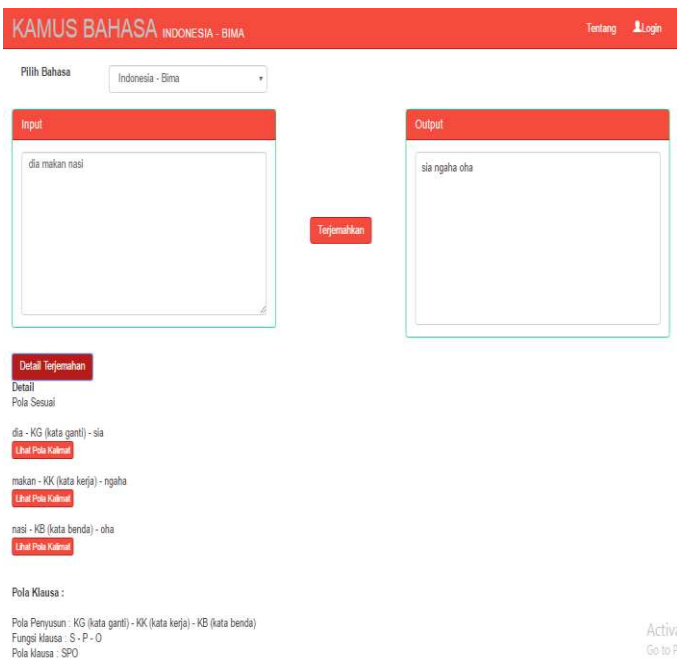 KAMUS BAHASA INDONESIA - BIMA
Tentang Login
Pilih Bahasa Indonesia - Bima
Input
dia makan nasi
Terjemahkan
Output
sia ngaha oha
Detail Terjemahan
Detail
Pola Sesuai
dia - KG (kata ganti) - sia
Lihat Pola Kalimat
makan - KK (kata kerja) - ngaha
Lihat Pola Kalimat
nasi - KB (kata benda) - oha
Lihat Pola Kalimat
Pola Klausa :
Pola Penyusun : KG (kata ganti) - KK (kata kerja) - KB (kata benda)
Fungsi klausa : S - P - O
Pola klausa : SPO
Activa
Go to P